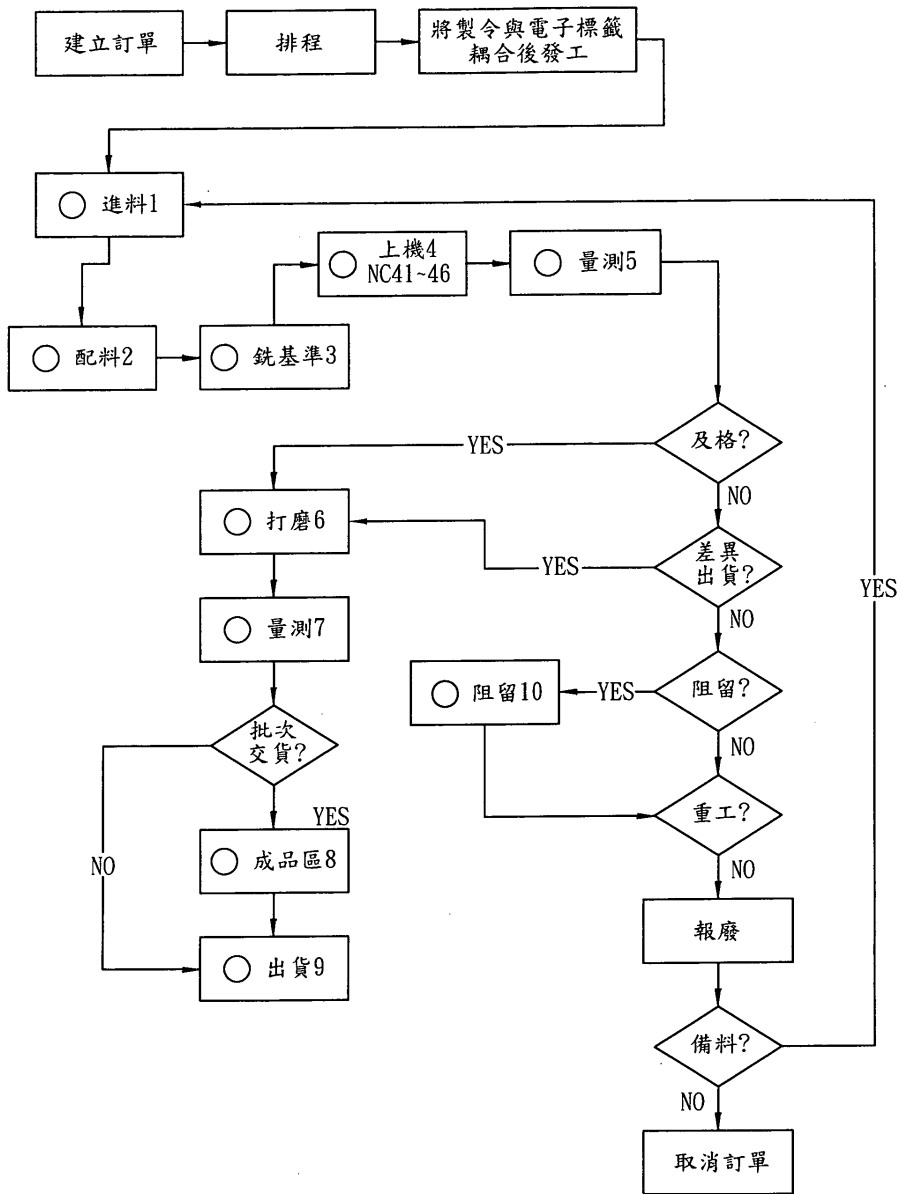 建立訂單
排程
將製令與電子標籤
耦合後發工
進料1
上機4
NC41~46
量測5
配料2
銑基準3
及格?
YES
NO
打磨6
差異
出貨?
YES
YES
NO
量測7
阻留10
YES
阻留?
NO
批次
交貨?
重工?
YES
NO
成品區8
NO
報廢
出貨9
備料?
NO
取消訂單